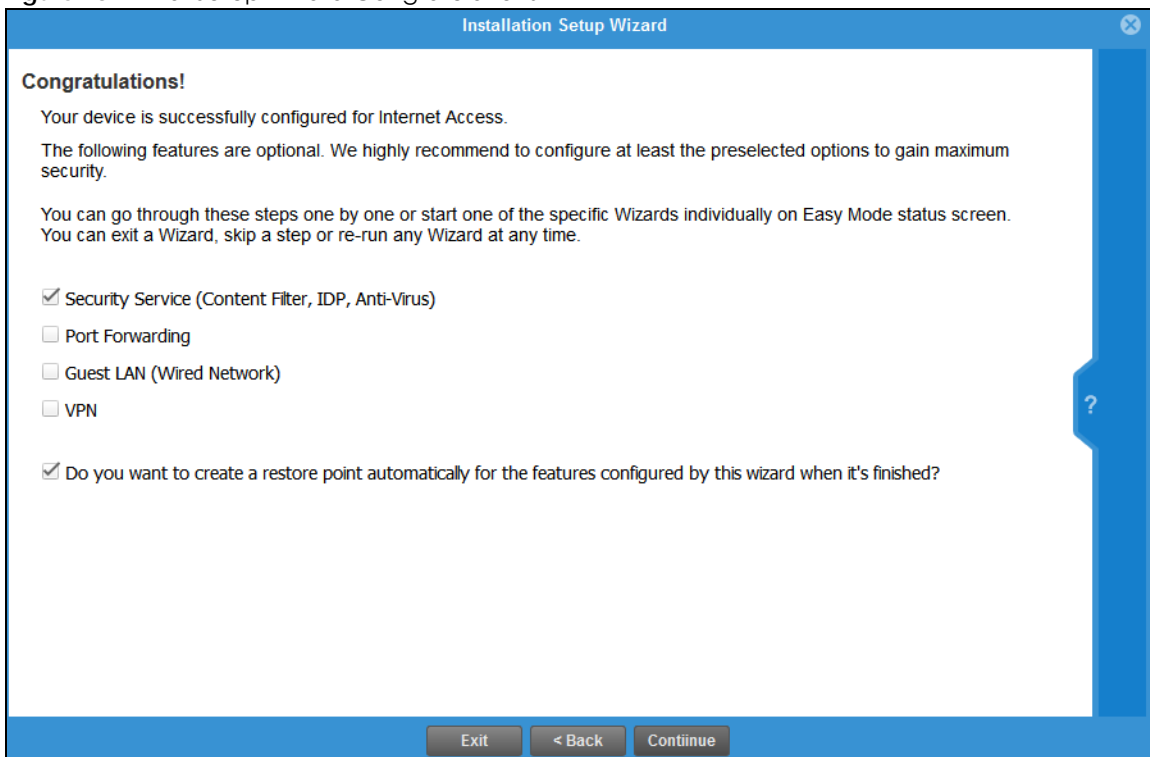 Installation Setup Wizard
Congratulations!
Your device is successfully configured for Internet Access.
The following features are optional. We highly recommend to configure at least the preselected options to gain maximum
security.
You can go through these steps one by one or start one of the specific Wizards individually on Easy Mode status screen.
You can exit a Wizard, skip a step or re-run any Wizard at any time.
Security Service (Content Filter, IDP, Anti-Virus)
Port Forwarding
Guest LAN (Wired Network)
VPN
?
Do you want to create a restore point automatically for the features configured by this wizard when it's finished?
Exit
< Back
Contiinue